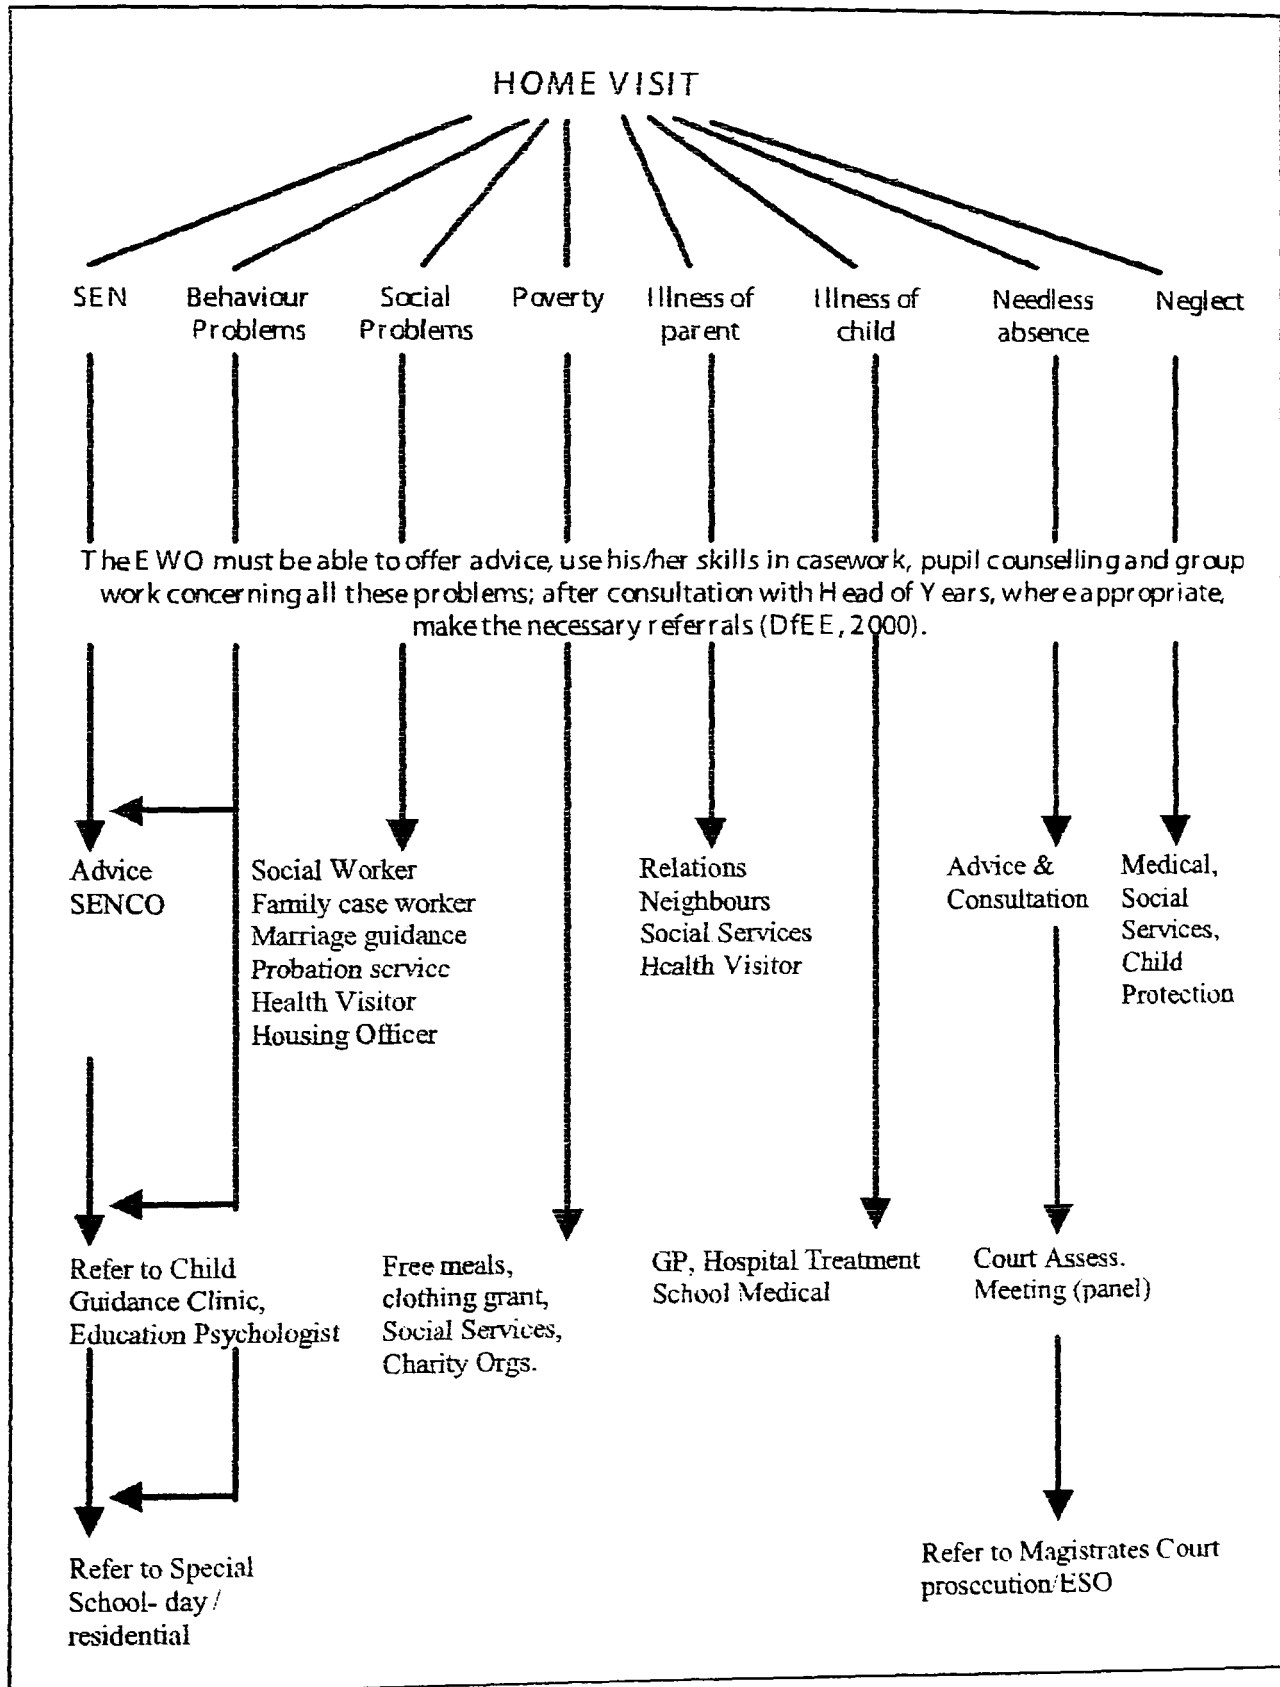 HOME VISIT
SEN
Behaviour
Problems
Social
Problems
Poverty
Illness of
parent
Illness of
child
Needless
absence
Neglect
The EWO must be able to offer advice, use his/her skills in casework, pupil counselling and group
work concerning all these problems; after consultation with Head of Years, where appropriate,
make the necessary referrals (DfEE, 2000).
Advice
SENCO
Social Worker
Family case worker
Marriage guidance
Probation service
Health Visitor
Housing Officer
Relations
Neighbours
Social Services
Health Visitor
Advice &
Consultation
Medical,
Social
Services,
Child
Protection
Refer to Child
Guidance Clinic,
Education Psychologist
Free meals,
clothing grant,
Social Services,
Charity Orgs.
GP, Hospital Treatment
School Medical
Court Assess.
Meeting (panel)
Refer to Special
School- day /
residential
Refer to Magistrates Court
prosecution/ESO